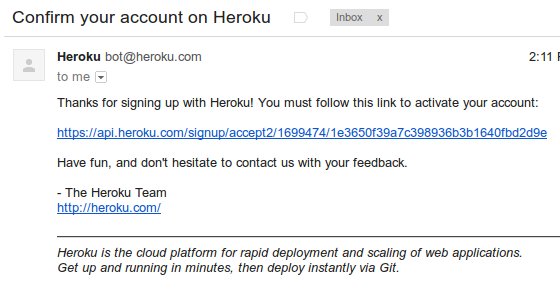 Confirm your account on Heroku Inbox x
Heroku bot@heroku.com 2:11
to me
Thanks for signing up with Heroku! You must follow this link to activate your account:
https://api.heroku.com/signup/accept2/1699474/1e3650f39a7c398936b3b1640fbd2d9e
Have fun, and don't hesitate to contact us with your feedback.
- The Heroku Team
http://heroku.com/
Heroku is the cloud platform for rapid deployment and scaling of web applications.
Get up and running in minutes, then deploy instantly via Git.